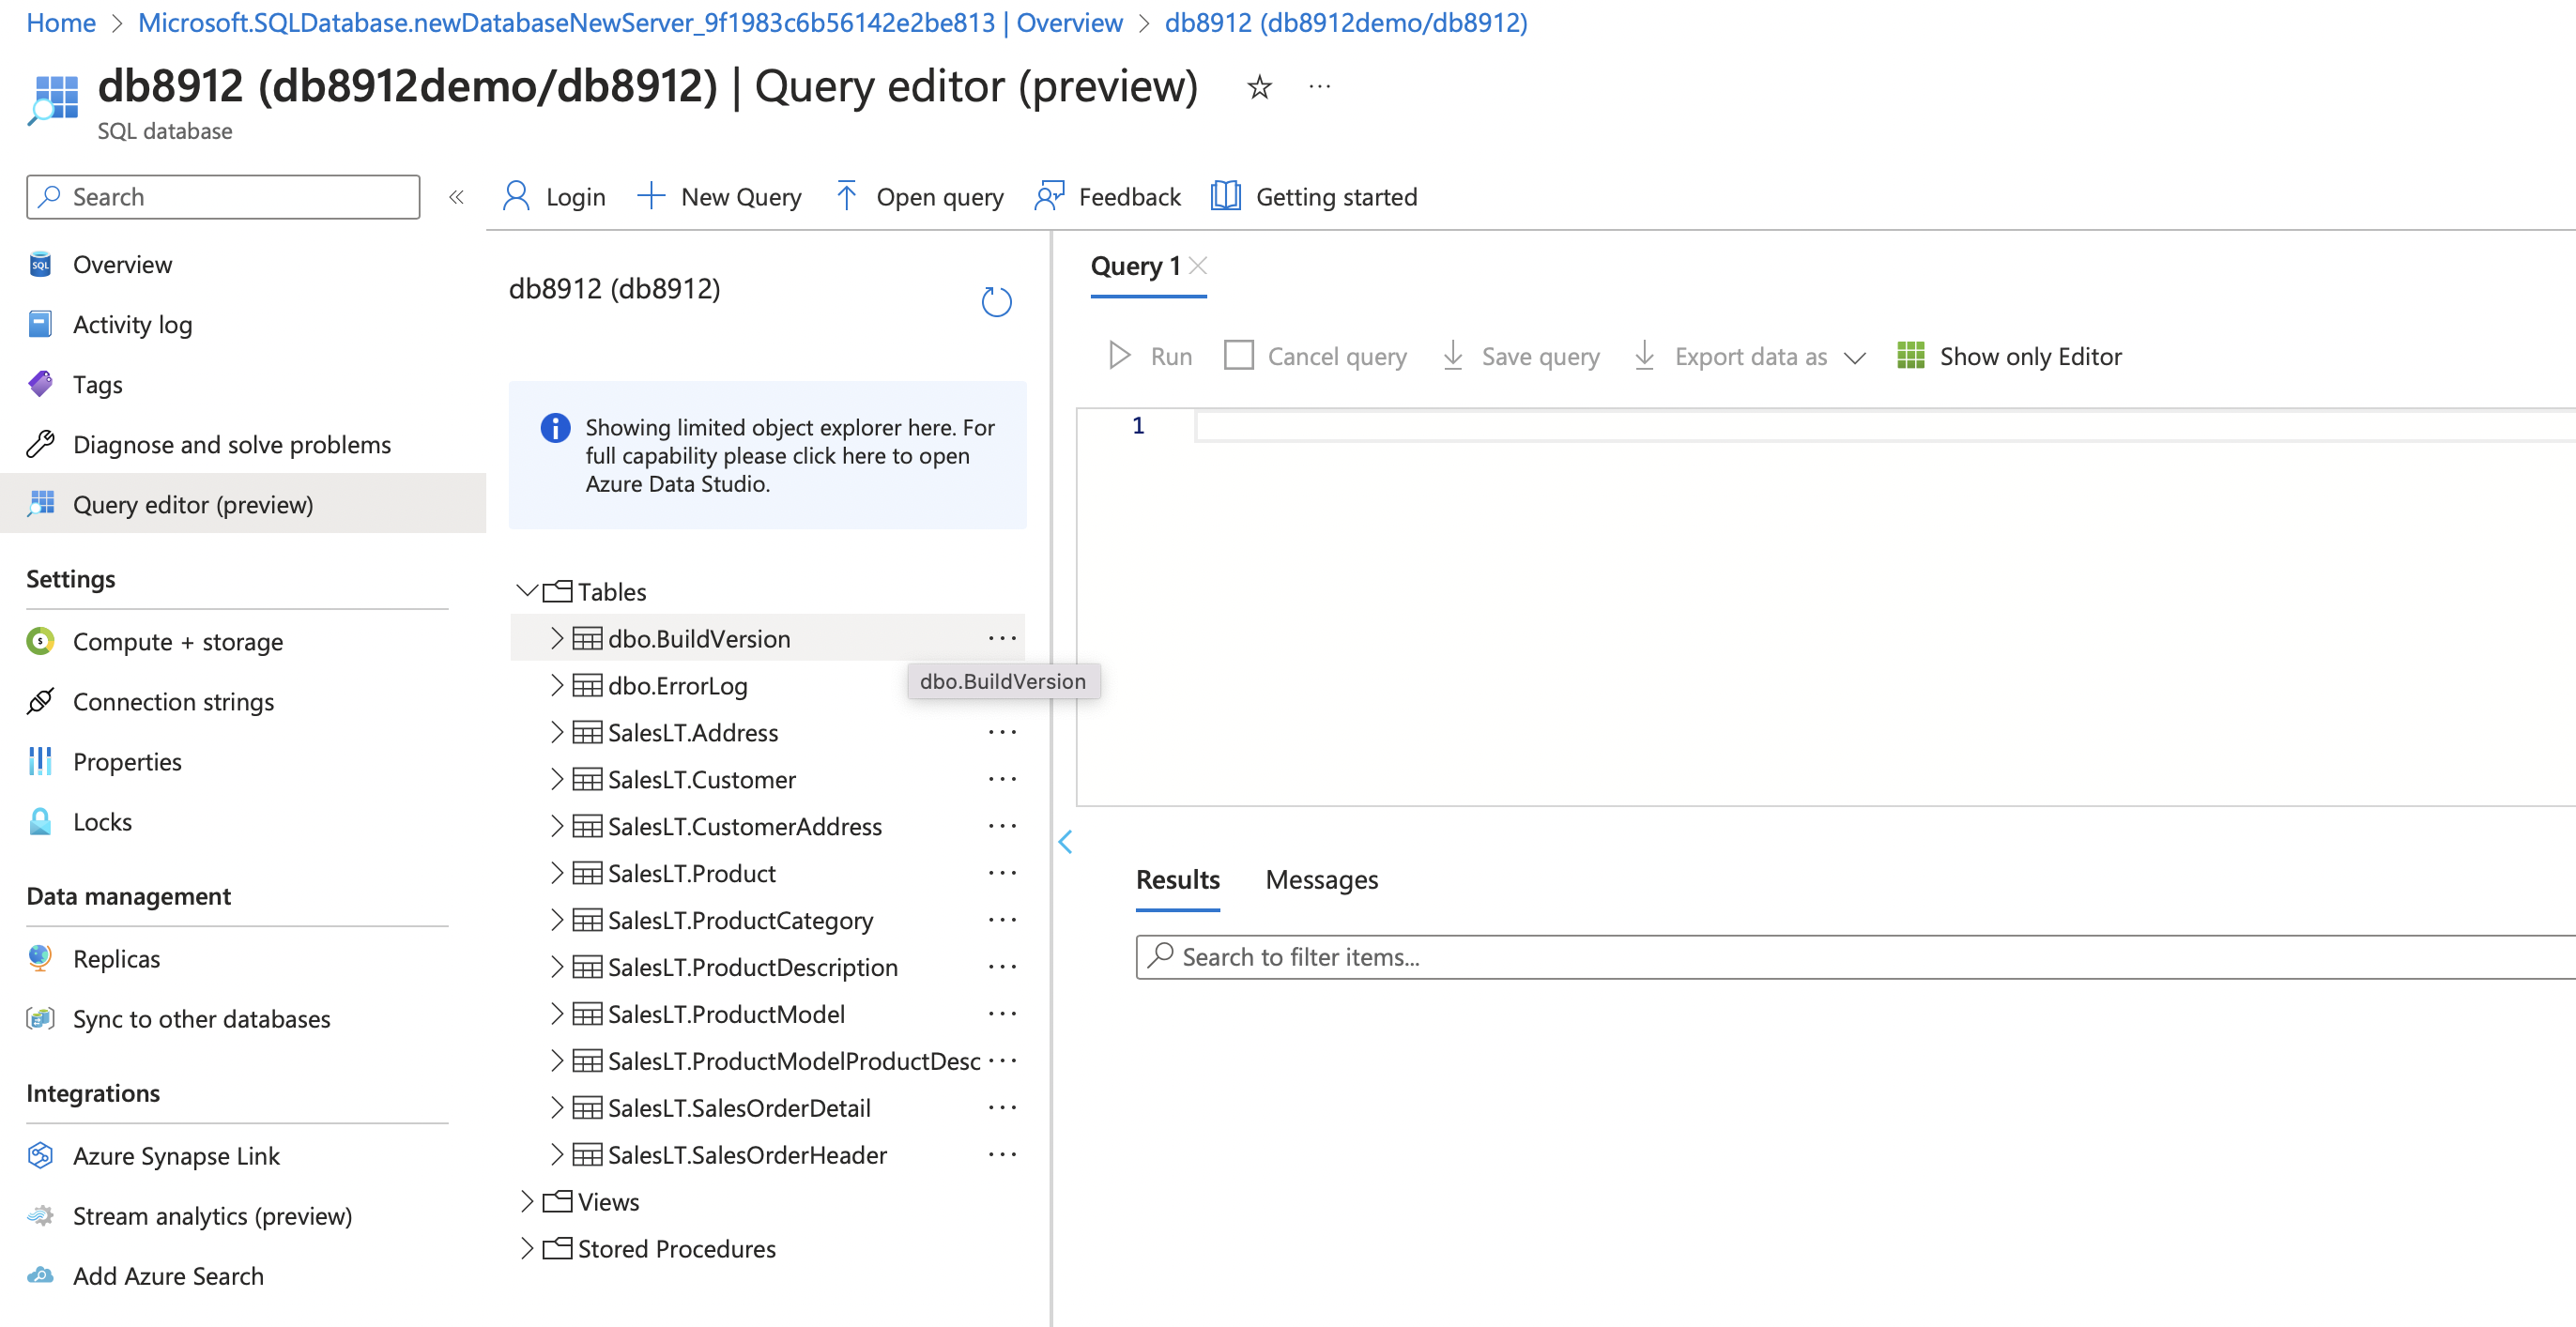 Home > Microsoft.SQLDatabase.newDatabaseNewServer_9f1983c6b56142e2be813 | Overview > db8912 (db8912demo/db8912)
db8912 (db8912demo/db8912) | Query editor (preview) ☆ ...
SQL database
Search
«
Overview
Activity log
Tags
Diagnose and solve problems
Query editor (preview)
Settings
Compute + storage
Connection strings
Properties
Locks
Data management
Replicas
Sync to other databases
Integrations
Azure Synapse Link
Stream analytics (preview)
Add Azure Search
Login
New Query
Open query
Feedback
Getting started
db8912 (db8912)
Showing limited object explorer here. For
full capability please click here to open
Azure Data Studio.
Tables
dbo.BuildVersion ...
dbo.BuildVersion
dbo.ErrorLog
SalesLT.Address ...
SalesLT.Customer ...
SalesLT.CustomerAddress ...
SalesLT.Product ...
SalesLT.ProductCategory ...
SalesLT.ProductDescription ...
SalesLT.ProductModel ...
SalesLT.ProductModelProductDesc ...
SalesLT.SalesOrderDetail ...
SalesLT.SalesOrderHeader ...
Views
Stored Procedures
Query 1
Run
Cancel query
Save query
Export data as
Show only Editor
1
Results
Messages
Search to filter items...